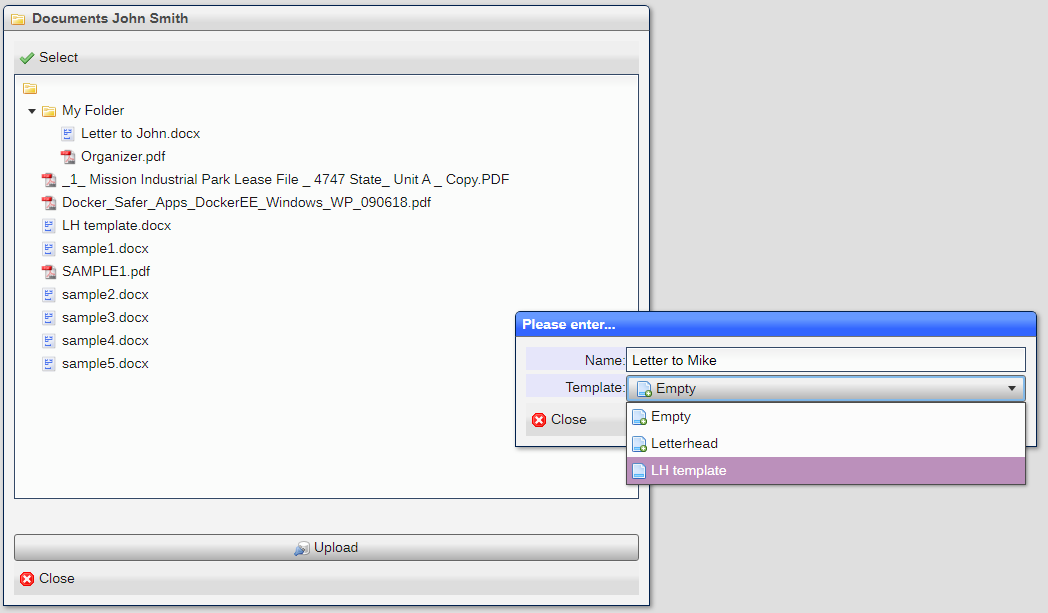 Documents John Smith
Select
My Folder
Letter to John.docx
Organizer.pdf
_1_ Mission Industrial Park Lease File _ 4747 State_ Unit A _ Copy.PDF
Docker_Safer_Apps_DockerEE_Windows_WP_090618.pdf
LH template.docx
sample1.docx
SAMPLE1.pdf
sample2.docx
sample3.docx
sample4.docx
sample5.docx
Upload
Close
Please enter...
Name: Letter to Mike
Template: Empty
Close
Empty
Letterhead
LH template